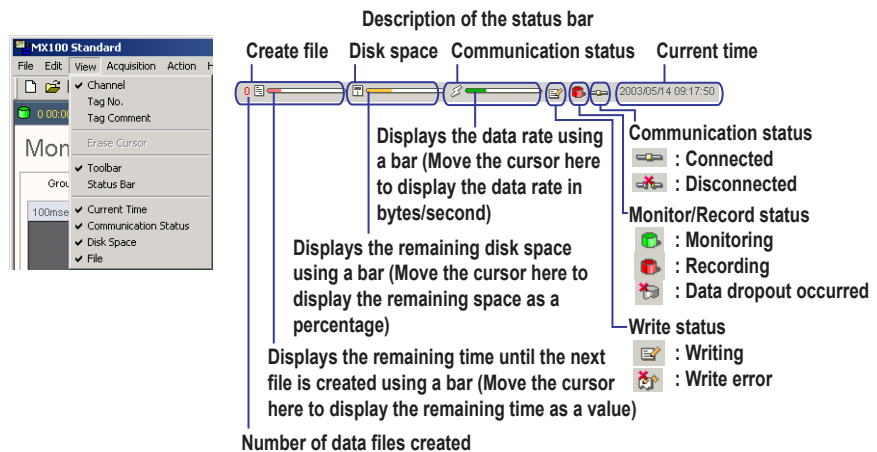 Description of the status bar
MX100 Standard
File Edit View Acquisition Action H
Channel
Tag No.
Tag Comment
Erase Cursor
Toolbar
Status Bar
Current Time
Communication Status
Disk Space
File
0 00:00
Mon
Grou
100mse
Create file Disk space Communication status Current time
0 2003/05/14 09:17:50
Displays the data rate using
a bar (Move the cursor here
to display the data rate in
bytes/second)
Displays the remaining disk space
using a bar (Move the cursor here to
display the remaining space as a
percentage)
Displays the remaining time until the next
file is created using a bar (Move the cursor
here to display the remaining time as a value)
Number of data files created
Communication status
: Connected
: Disconnected
Monitor/Record status
: Monitoring
: Recording
: Data dropout occurred
Write status
: Writing
: Write error